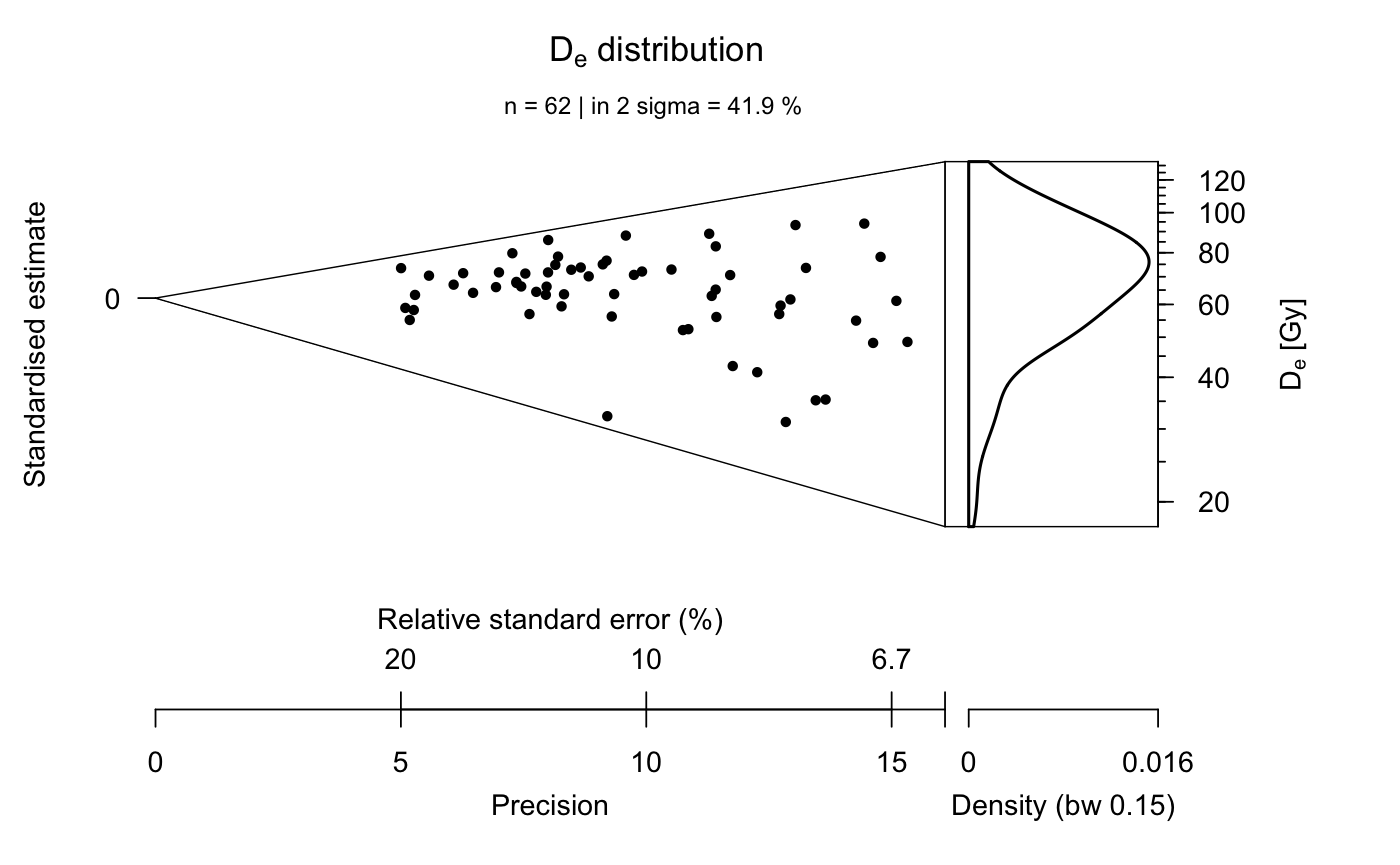 De distribution
n = 62 | in 2 sigma = 41.9 %
Standardised estimate
0
120
100
80
60
40
20
De [Gy]
Relative standard error (%)
20 10 6.7
0 5 10 15 0 0.016
Precision Density (bw 0.15)